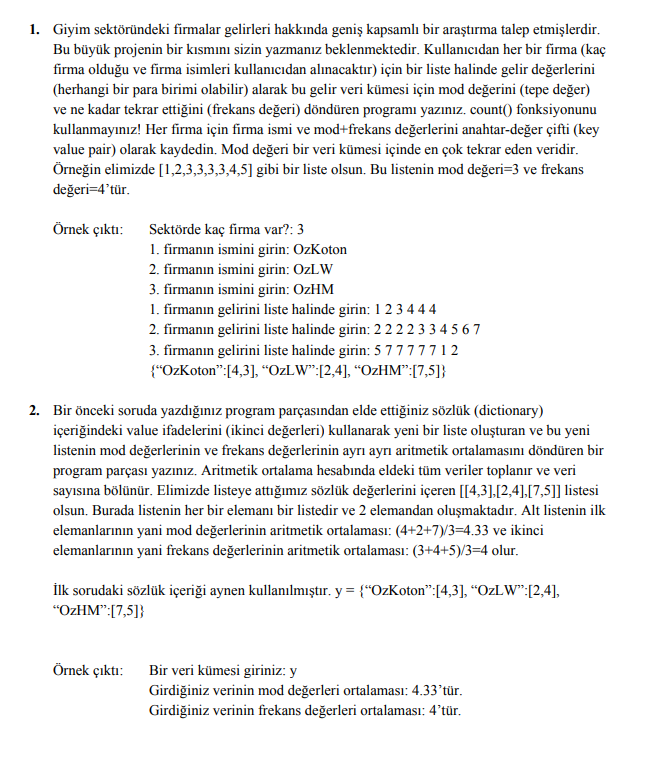 1. Giyim sektöründeki firmalar gelirleri hakkında geniş kapsamlı bir araştırma talep etmişlerdir.
Bu büyük projenin bir kısmını sizin yazmanız beklenmektedir. Kullanıcıdan her bir firma (kaç
firma olduğu ve firma isimleri kullanıcıdan alınacaktır) için bir liste halinde gelir değerlerini
(herhangi bir para birimi olabilir) alarak bu gelir veri kümesi için mod değerini (tepe değer)
ve ne kadar tekrar ettiğini (frekans değeri) döndüren programı yazınız. count() fonksiyonunu
kullanmayınız! Her firma için firma ismi ve mod+frekans değerlerini anahtar-değer çifti (key
value pair) olarak kaydedin. Mod değeri bir veri kümesi içinde en çok tekrar eden veridir.
Örneğin elimizde [1,2,3,3,3,3,4,5] gibi bir liste olsun. Bu listenin mod değeri=3 ve frekans
değeri=4’tür.
Örnek çıktı: Sektörde kaç firma var?: 3
1. firmanın ismini girin: OzKoton
2. firmanın ismini girin: OzLW
3. firmanın ismini girin: OzHM
1. firmanın gelirini liste halinde girin: 1 2 3 4 4 4
2. firmanın gelirini liste halinde girin: 2 2 2 2 3 3 4 5 6 7
3. firmanın gelirini liste halinde girin: 5 7 7 7 7 7 1 2
{“OzKoton”:[4,3], “OzLW”:[2,4], “OzHM”:[7,5]}
2. Bir önceki soruda yazdığınız program parçasından elde ettiğiniz sözlük (dictionary)
içeriğindeki value ifadelerini (ikinci değerleri) kullanarak yeni bir liste oluşturan ve bu yeni
listenin mod değerlerinin ve frekans değerlerinin ayrı ayrı aritmetik ortalamasını döndüren bir
program parçası yazınız. Aritmetik ortalama hesabında eldeki tüm veriler toplanır ve veri
sayısına bölünür. Elimizde listeye attığımız sözlük değerlerini içeren [[4,3],[2,4],[7,5]] listesi
olsun. Burada listenin her bir elemanı bir listedir ve 2 elemandan oluşmaktadır. Alt listenin ilk
elemanlarının yani mod değerlerinin aritmetik ortalaması: (4+2+7)/3=4.33 ve ikinci
elemanlarının yani frekans değerlerinin aritmetik ortalaması: (3+4+5)/3=4 olur.
İlk sorudaki sözlük içeriği aynen kullanılmıştır. y = {“OzKoton”:[4,3], “OzLW”:[2,4],
“OzHM”:[7,5]}
Örnek çıktı: Bir veri kümesi giriniz: y
Girdiğiniz verinin mod değerleri ortalaması: 4.33’tür.
Girdiğiniz verinin frekans değerleri ortalaması: 4’tür.